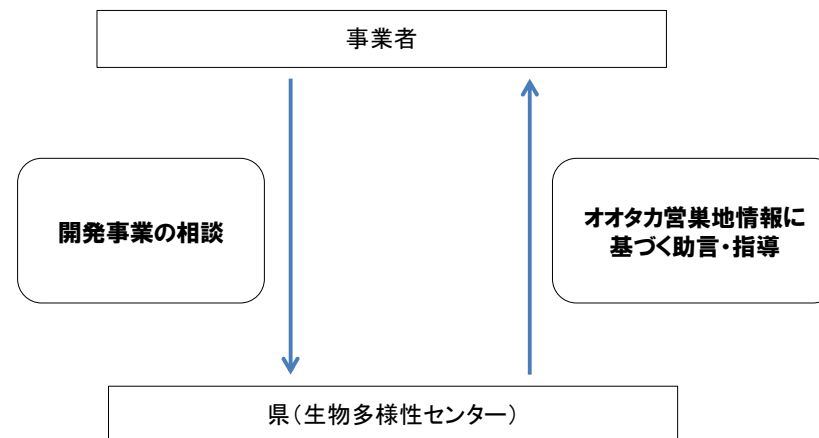 事業者
開発事業の相談
オオタカ営巣地情報に
基づく助言・指導
県（生物多様性センター）